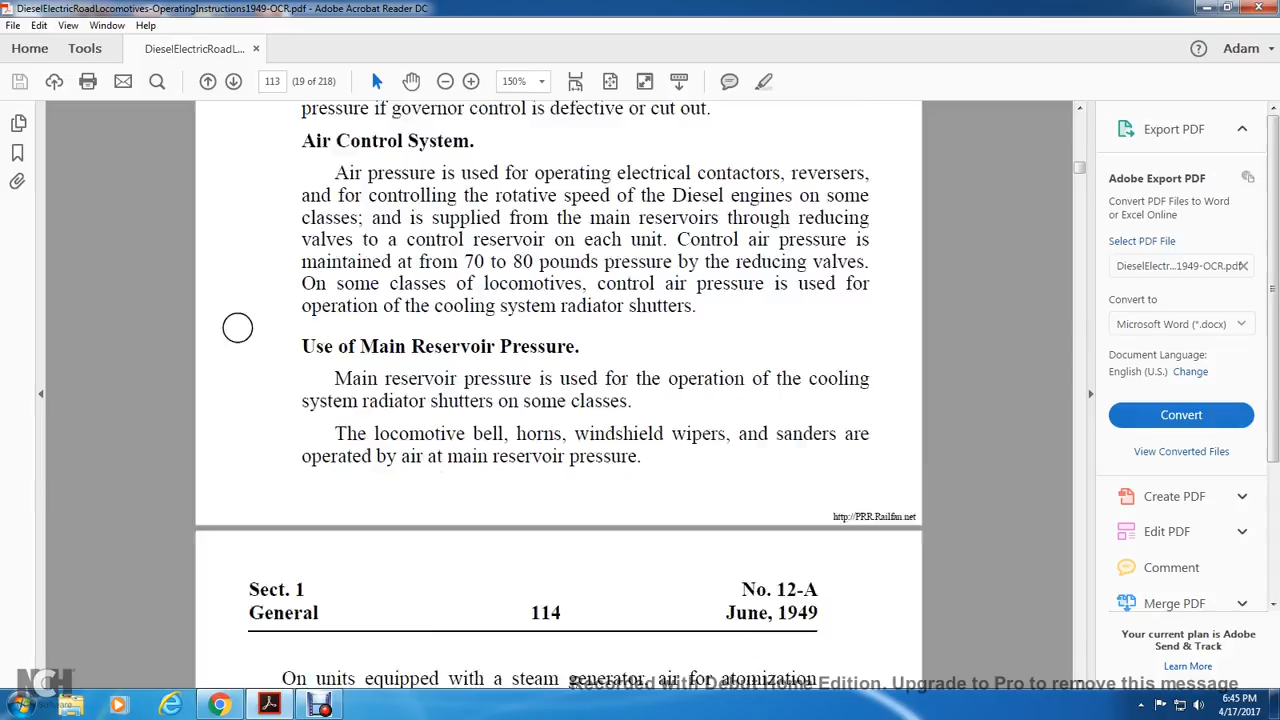 DieselElectricRoadLocomotives-OperatingInstructions1949-OCR.pdf - Adobe Acrobat Reader DC
File Edit View Window Help
Home Tools DieselElectricRoadL... × Adam
113 (19 of 218) 150%
pressure if governor control is defective or cut out.
Air Control System.
Air pressure is used for operating electrical contactors, reversers,
and for controlling the rotative speed of the Diesel engines on some
classes; and is supplied from the main reservoirs through reducing
valves to a control reservoir on each unit. Control air pressure is
maintained at from 70 to 80 pounds pressure by the reducing valves.
On some classes of locomotives, control air pressure is used for
operation of the cooling system radiator shutters.
Use of Main Reservoir Pressure.
Main reservoir pressure is used for the operation of the cooling
system radiator shutters on some classes.
The locomotive bell, horns, windshield wipers, and sanders are
operated by air at main reservoir pressure.
http://PRR.Railfan.net
Sect. 1 No. 12-A
General 114 June, 1949
On units equipped with a steam generator, air for atomization
Export PDF
Adobe Export PDF
Convert PDF Files to Word
or Excel Online
Select PDF File
DieselElectr...1949-OCR.pdf
Convert to
Microsoft Word (*.docx)
Document Language:
English (U.S.) Change
Convert
View Converted Files
Create PDF
Edit PDF
Comment
Merge PDF
Your current plan is Adobe
Send & Track
Learn More
NCH Software
Recorded with Debut Home Edition. Upgrade to Pro to remove this message
6:45 PM
4/17/2017